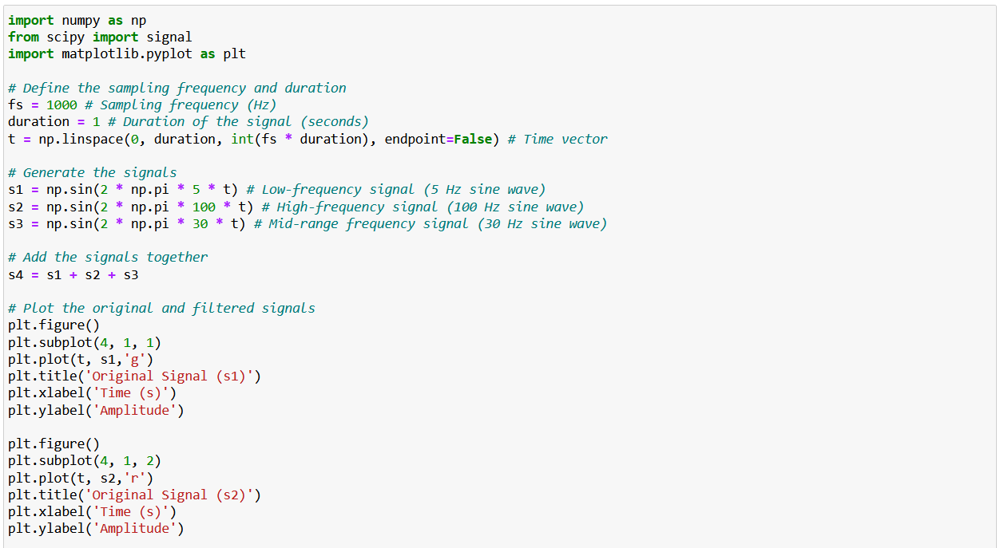 import numpy as np
from scipy import signal
import matplotlib.pyplot as plt
# Define the sampling frequency and duration
fs = 1000 # Sampling frequency (Hz)
duration = 1 # Duration of the signal (seconds)
t = np.linspace(0, duration, int(fs * duration), endpoint=False) # Time vector
# Generate the signals
s1 = np.sin(2 * np.pi * 5 * t) # Low-frequency signal (5 Hz sine wave)
s2 = np.sin(2 * np.pi * 100 * t) # High-frequency signal (100 Hz sine wave)
s3 = np.sin(2 * np.pi * 30 * t) # Mid-range frequency signal (30 Hz sine wave)
# Add the signals together
s4 = s1 + s2 + s3
# Plot the original and filtered signals
plt.figure()
plt.subplot(4, 1, 1)
plt.plot(t, s1,'g')
plt.title('Original Signal (s1)')
plt.xlabel('Time (s)')
plt.ylabel('Amplitude')
plt.figure()
plt.subplot(4, 1, 2)
plt.plot(t, s2,'r')
plt.title('Original Signal (s2)')
plt.xlabel('Time (s)')
plt.ylabel('Amplitude')